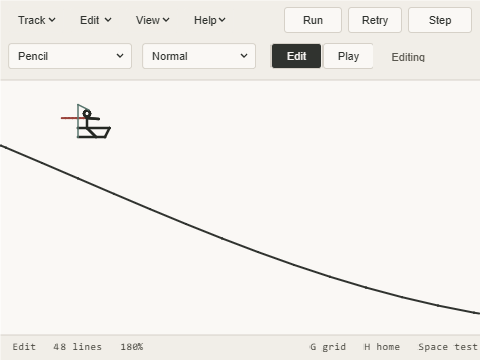 Track Edit View Help Run Retry Step
Pencil Normal Edit Play Editing
Edit 48 lines 180% G grid H home Space test